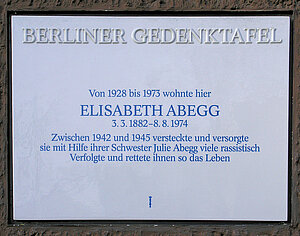 BERLINER GEDENKTAFEL
Von 1928 bis 1973 wohnte hier
ELISABETH ABEGG
3. 3. 1882 – 8. 8. 1974
Zwischen 1942 und 1945 versteckte und versorgte
sie mit Hilfe ihrer Schwester Julie Abegg viele rassistisch
Verfolgte und rettete ihnen so das Leben